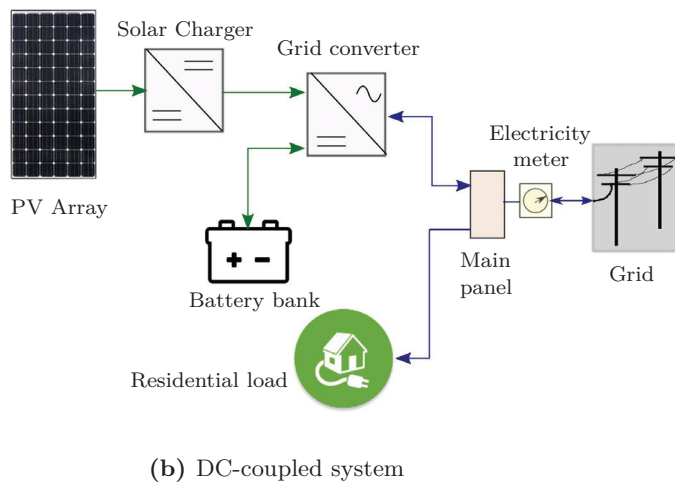 Solar Charger
Grid converter
Electricity
meter
PV Array
Main
panel
Grid
Battery bank
Residential load
(b) DC-coupled system